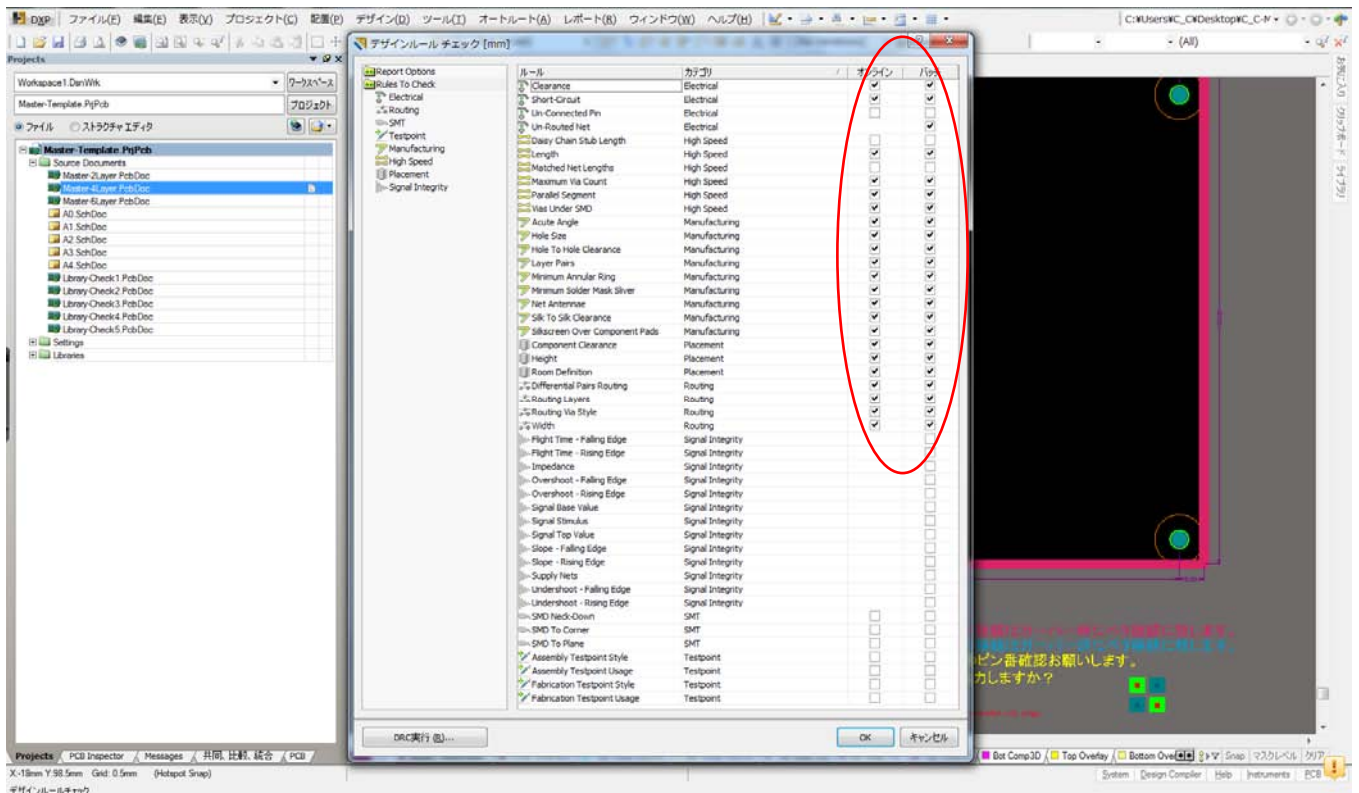 DXP ファイル(F) 編集(E) 表示(V) プロジェクト(C) 配置(P) デザイン(D) ツール(T) オートルート(A) レポート(R) ウィンドウ(W) ヘルプ(H)
(All)
Projects
Workspace1.DsnWrk
ワークスペース
Master-Template.PrjPcb
プロジェクト
ファイル ストラクチャ エディタ
Master-Template.PrjPcb
Source Documents
Master-2Layer.PcbDoc
Master-4Layer.PcbDoc
Master-6Layer.PcbDoc
A0.SchDoc
A1.SchDoc
A2.SchDoc
A3.SchDoc
A4.SchDoc
Library-Check1.PcbDoc
Library-Check2.PcbDoc
Library-Check3.PcbDoc
Library-Check4.PcbDoc
Library-Check5.PcbDoc
Settings
Libraries
デザインルール チェック [mm]
Report Options
Rules To Check
Electrical
Routing
SMT
Testpoint
Manufacturing
High Speed
Placement
Signal Integrity
ルール カテゴリ オンライン バッチ
Clearance Electrical
Short-Circuit Electrical
Un-Connected Pin Electrical
Un-Routed Net Electrical
Daisy Chain Stub Length High Speed
Length High Speed
Matched Net Lengths High Speed
Maximum Via Count High Speed
Parallel Segment High Speed
Vias Under SMD High Speed
Acute Angle Manufacturing
Hole Size Manufacturing
Hole To Hole Clearance Manufacturing
Layer Pairs Manufacturing
Minimum Annular Ring Manufacturing
Minimum Solder Mask Sliver Manufacturing
Net Antennae Manufacturing
Silk To Silk Clearance Manufacturing
Silkscreen Over Component Pads Manufacturing
Component Clearance Placement
Height Placement
Room Definition Placement
Differential Pairs Routing Routing
Routing Layers Routing
Routing Via Style Routing
Width Routing
Flight Time - Falling Edge Signal Integrity
Flight Time - Rising Edge Signal Integrity
Impedance Signal Integrity
Overshoot - Falling Edge Signal Integrity
Overshoot - Rising Edge Signal Integrity
Signal Base Value Signal Integrity
Signal Stimulus Signal Integrity
Signal Top Value Signal Integrity
Slope - Falling Edge Signal Integrity
Slope - Rising Edge Signal Integrity
Supply Nets Signal Integrity
Undershoot - Falling Edge Signal Integrity
Undershoot - Rising Edge Signal Integrity
SMD Neck-Down SMT
SMD To Corner SMT
SMD To Plane SMT
Assembly Testpoint Style Testpoint
Assembly Testpoint Usage Testpoint
Fabrication Testpoint Style Testpoint
Fabrication Testpoint Usage Testpoint
DRC実行 (R)... OK キャンセル
お気に入り クリップボード ライブラリ
ピン番確認お願いします。
力しますか？
Projects PCB Inspector Messages 共同, 比較, 統合 PCB
Bot Comp3D Top Overlay Bottom Ove Snap マスクレベル クリア
X:-18mm Y:98.5mm Grid: 0.5mm (Hotspot Snap)
System Design Compiler Help Instruments PCB
デザインルールチェック